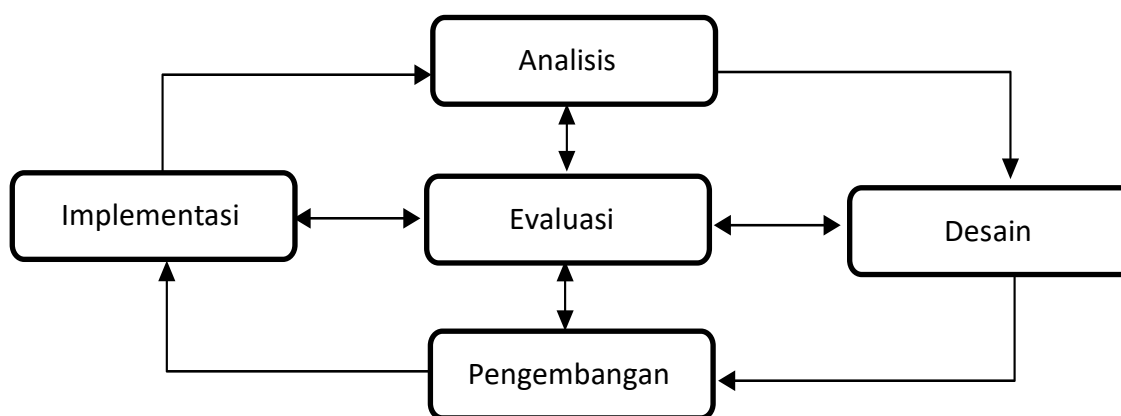 Analisis
Implementasi
Evaluasi
Desain
Pengembangan